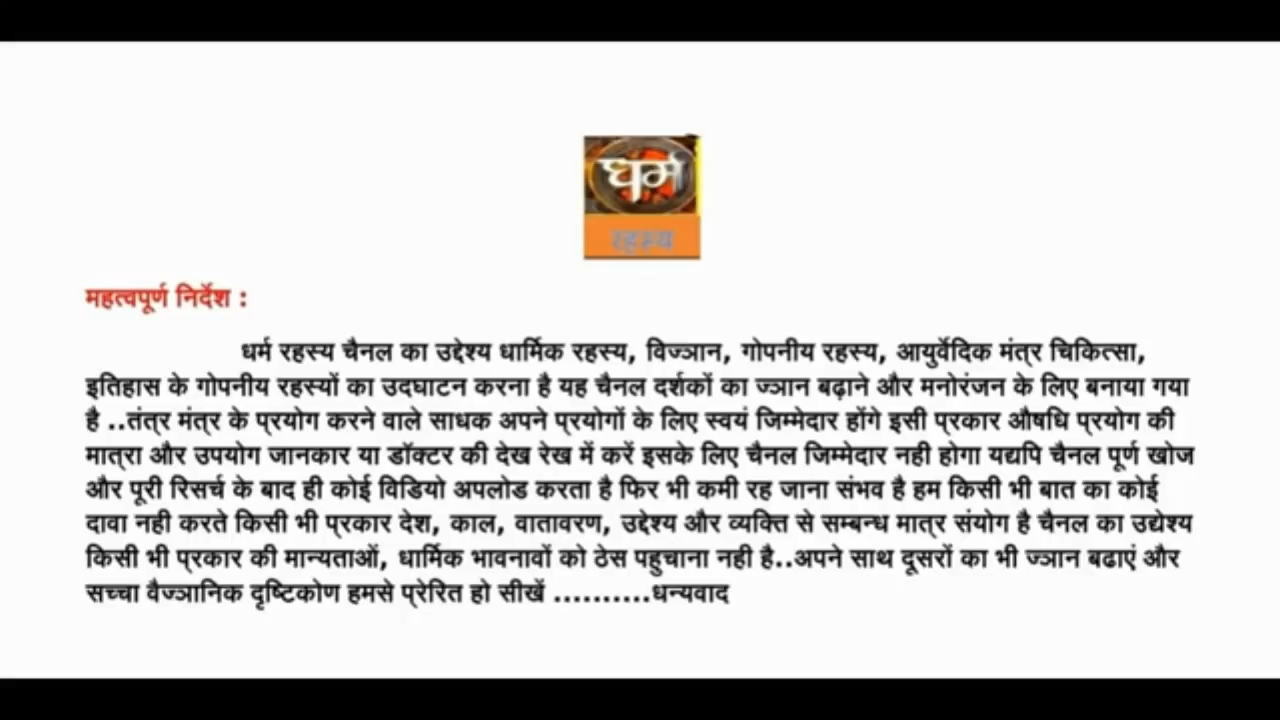 धर्म
रहस्य
महत्वपूर्ण निर्देश :
धर्म रहस्य चैनल का उद्देश्य धार्मिक रहस्य, विज्ञान, गोपनीय रहस्य, आयुर्वेदिक मंत्र चिकित्सा,
इतिहास के गोपनीय रहस्यों का उदघाटन करना है यह चैनल दर्शकों का ज्ञान बढ़ाने और मनोरंजन के लिए बनाया गया
है ..तंत्र मंत्र के प्रयोग करने वाले साधक अपने प्रयोगों के लिए स्वयं जिम्मेदार होंगे इसी प्रकार औषधि प्रयोग की
मात्रा और उपयोग जानकार या डॉक्टर की देख रेख में करें इसके लिए चैनल जिम्मेदार नही होगा यद्यपि चैनल पूर्ण खोज
और पूरी रिसर्च के बाद ही कोई विडियो अपलोड करता है फिर भी कमी रह जाना संभव है हम किसी भी बात का कोई
दावा नही करते किसी भी प्रकार देश, काल, वातावरण, उद्देश्य और व्यक्ति से सम्बन्ध मात्र संयोग है चैनल का उद्येश्य
किसी भी प्रकार की मान्यताओं, धार्मिक भावनावों को ठेस पहुचाना नही है..अपने साथ दूसरों का भी ज्ञान बढाएं और
सच्चा वैज्ञानिक दृष्टिकोण हमसे प्रेरित हो सीखें ..........धन्यवाद